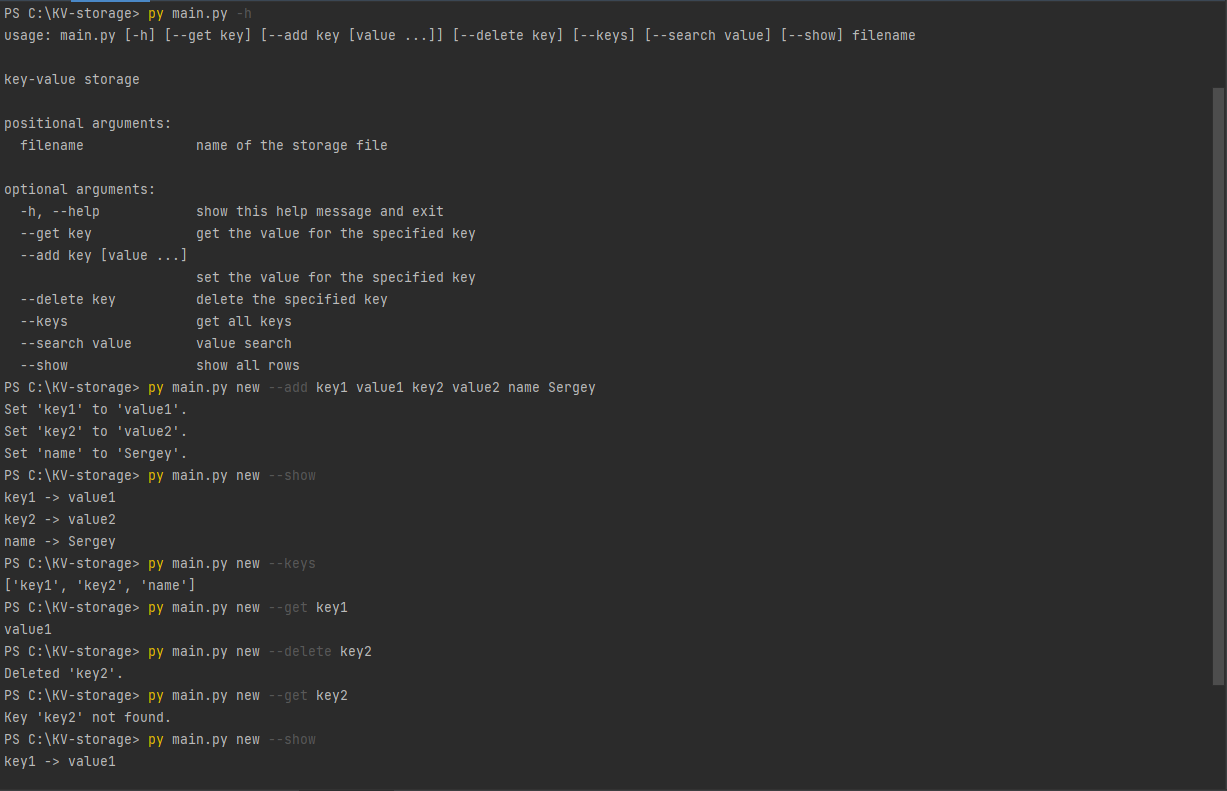 PS C:\KV-storage> py main.py -h
usage: main.py [-h] [--get key] [--add key [value ...]] [--delete key] [--keys] [--search value] [--show] filename
key-value storage
positional arguments:
  filename              name of the storage file
optional arguments:
  -h, --help            show this help message and exit
  --get key             get the value for the specified key
  --add key [value ...]
                        set the value for the specified key
  --delete key          delete the specified key
  --keys                get all keys
  --search value        value search
  --show                show all rows
PS C:\KV-storage> py main.py new --add key1 value1 key2 value2 name Sergey
Set 'key1' to 'value1'.
Set 'key2' to 'value2'.
Set 'name' to 'Sergey'.
PS C:\KV-storage> py main.py new --show
key1 -> value1
key2 -> value2
name -> Sergey
PS C:\KV-storage> py main.py new --keys
['key1', 'key2', 'name']
PS C:\KV-storage> py main.py new --get key1
value1
PS C:\KV-storage> py main.py new --delete key2
Deleted 'key2'.
PS C:\KV-storage> py main.py new --get key2
Key 'key2' not found.
PS C:\KV-storage> py main.py new --show
key1 -> value1